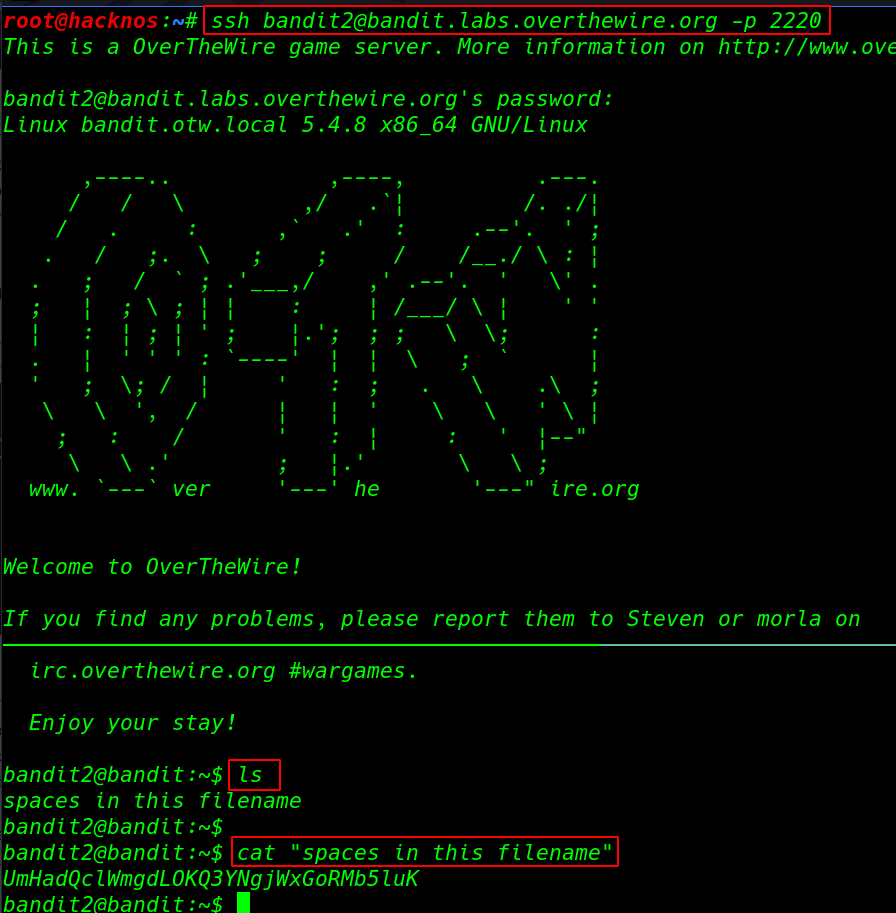 root@hacknos:~# ssh bandit2@bandit.labs.overthewire.org -p 2220
This is a OverTheWire game server. More information on http://www.ove
bandit2@bandit.labs.overthewire.org's password:
Linux bandit.otw.local 5.4.8 x86_64 GNU/Linux
      ,----..            ,----,          .---.
     /   /   \         ,/   .`|         /. ./|
    /   .     :      ,`   .'  :     .--'.  ' ;
   .   /   ;.  \   ;    ;     /    /__./ \ : |
  .   ;   /  ` ; .'___,/    ,' .--'.  '   \' .
  ;   |  ; \ ; | |    :     | /___/ \ |    ' '
  |   :  | ; | ' ;    |.';  ; ;   \  \;      :
  .   |  ' ' ' : `----'  |  |  \   ;  `      |
  '   ;  \; /  |     '   :  ;   .   \    .\  ;
   \   \  ',  /      |   |  '    \   \   ' \ |
    ;   :    /       '   :  |     :   '  |--"
     \   \ .'        ;   |.'       \   \ ;
  www. `---` ver     '---' he       '---" ire.org
Welcome to OverTheWire!
If you find any problems, please report them to Steven or morla on
irc.overthewire.org #wargames.
Enjoy your stay!
bandit2@bandit:~$ ls
spaces in this filename
bandit2@bandit:~$
bandit2@bandit:~$ cat "spaces in this filename"
UmHadQclWmgdLOKQ3YNgjWxGoRMb5luK
bandit2@bandit:~$